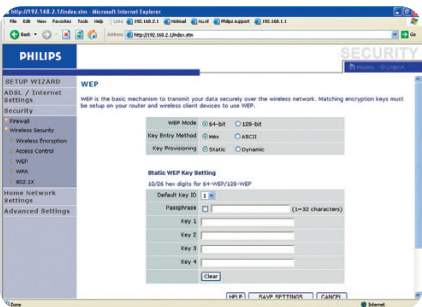 http://192.168.2.1/index.stm - Microsoft Internet Explorer
File Edit View Favorites Tools Help Links 192.168.2.1 Hotmail nu.nl Philips support 192.168.1.1
Back Address http://192.168.2.1/index.stm Go
PHILIPS
SECURITY
Home Logout
SETUP WIZARD
ADSL / Internet Settings
Security
Firewall
Wireless Security
Wireless Encryption
Access Control
WEP
WPA
802.1X
Home Network Settings
Advanced Settings
WEP
WEP is the basic mechanism to transmit your data securely over the wireless network. Matching encryption keys must
be setup on your router and wireless client devices to use WEP.
WEP Mode 64-bit 128-bit
Key Entry Method Hex ASCII
Key Provisioning Static Dynamic
Static WEP Key Setting
10/26 hex digits for 64-WEP/128-WEP
Default Key ID 1
Passphrase (1~32 characters)
Key 1
Key 2
Key 3
Key 4
Clear
HELP SAVE SETTINGS CANCEL
Done Internet